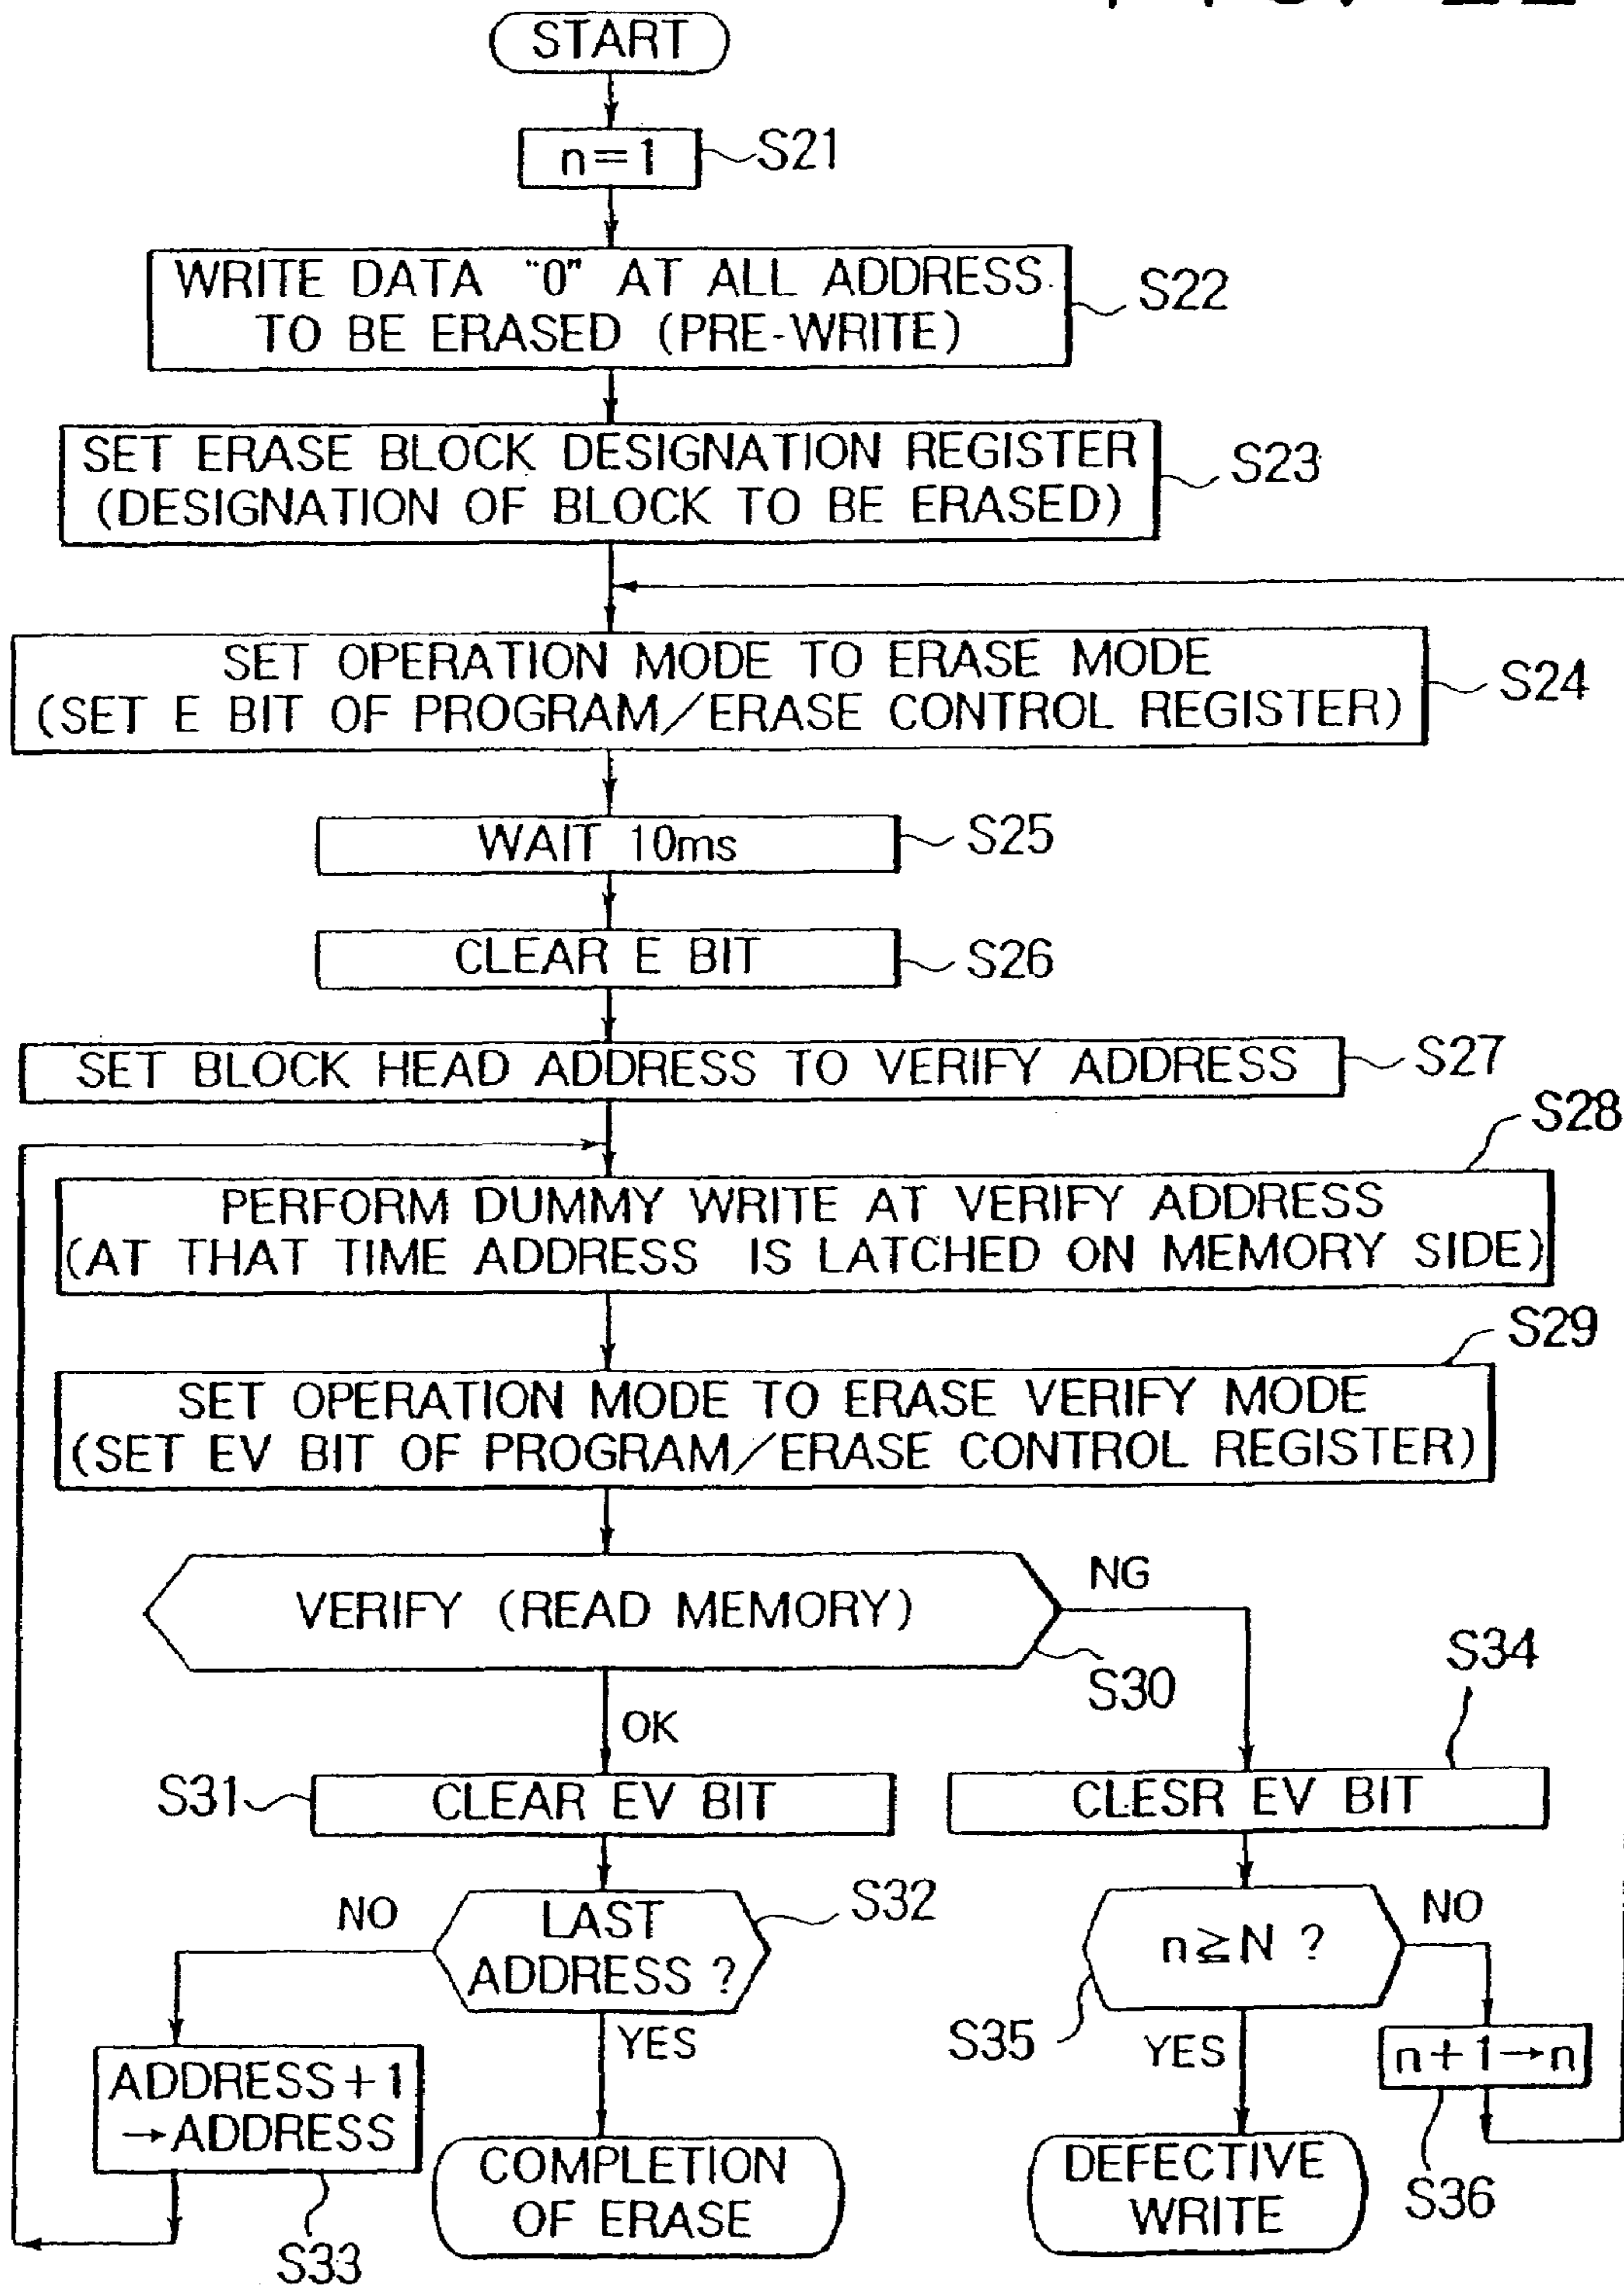 START
n=1
S21
WRITE DATA "0" AT ALL ADDRESS
TO BE ERASED (PRE-WRITE)
S22
SET ERASE BLOCK DESIGNATION REGISTER
(DESIGNATION OF BLOCK TO BE ERASED)
S23
SET OPERATION MODE TO ERASE MODE
(SET E BIT OF PROGRAM/ERASE CONTROL REGISTER)
S24
WAIT 10ms
S25
CLEAR E BIT
S26
SET BLOCK HEAD ADDRESS TO VERIFY ADDRESS
S27
S28
PERFORM DUMMY WRITE AT VERIFY ADDRESS
(AT THAT TIME ADDRESS IS LATCHED ON MEMORY SIDE)
S29
SET OPERATION MODE TO ERASE VERIFY MODE
(SET EV BIT OF PROGRAM/ERASE CONTROL REGISTER)
VERIFY (READ MEMORY)
NG
S30
OK
S34
S31
CLEAR EV BIT
CLESR EV BIT
S32
NO
LAST
ADDRESS ?
YES
n≧N ?
NO
S35
YES
n+1→n
S36
ADDRESS+1
→ADDRESS
S33
COMPLETION
OF ERASE
DEFECTIVE
WRITE